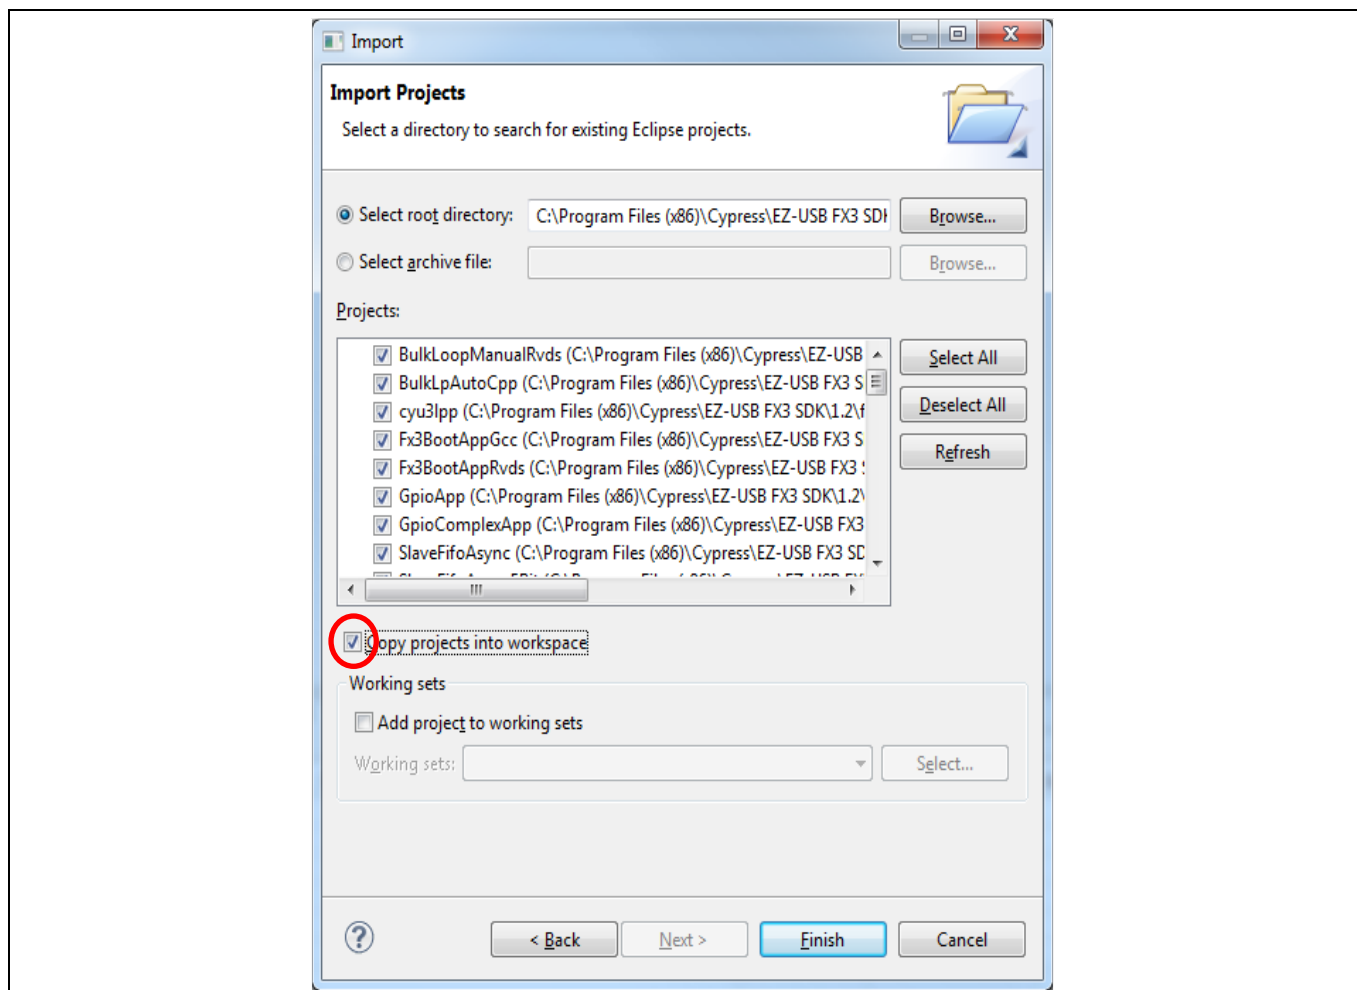 Import
Import Projects
Select a directory to search for existing Eclipse projects.
Select root directory: C:\Program Files (x86)\Cypress\EZ-USB FX3 SDK Browse...
Select archive file: Browse...
Projects:
BulkLoopManualRvds (C:\Program Files (x86)\Cypress\EZ-USB
BulkLpAutoCpp (C:\Program Files (x86)\Cypress\EZ-USB FX3 S
cyu3lpp (C:\Program Files (x86)\Cypress\EZ-USB FX3 SDK\1.2\f
Fx3BootAppGcc (C:\Program Files (x86)\Cypress\EZ-USB FX3 S
Fx3BootAppRvds (C:\Program Files (x86)\Cypress\EZ-USB FX3
GpioApp (C:\Program Files (x86)\Cypress\EZ-USB FX3 SDK\1.2\
GpioComplexApp (C:\Program Files (x86)\Cypress\EZ-USB FX3
SlaveFifoAsync (C:\Program Files (x86)\Cypress\EZ-USB FX3 SD
Select All
Deselect All
Refresh
Copy projects into workspace
Working sets
Add project to working sets
Working sets: Select...
< Back Next > Finish Cancel